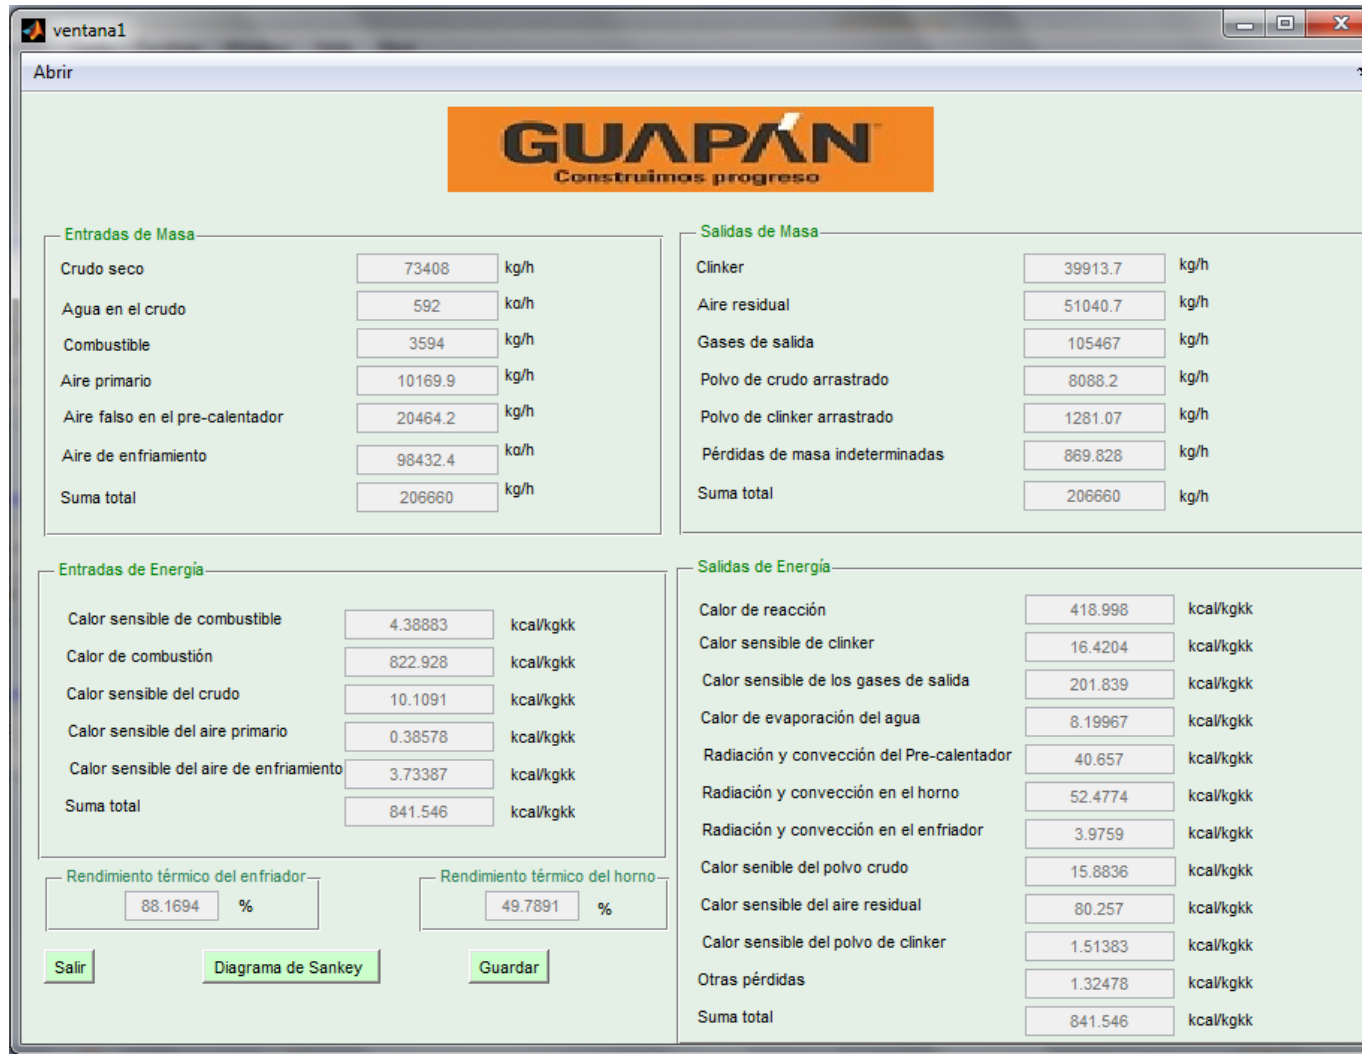 ventana1
Abrir
GUAPÁN
Construimos progreso
Entradas de Masa
Crudo seco 73408 kg/h
Agua en el crudo 592 kg/h
Combustible 3594 kg/h
Aire primario 10169.9 kg/h
Aire falso en el pre-calentador 20464.2 kg/h
Aire de enfriamiento 98432.4 kg/h
Suma total 206660 kg/h
Salidas de Masa
Clinker 39913.7 kg/h
Aire residual 51040.7 kg/h
Gases de salida 105467 kg/h
Polvo de crudo arrastrado 8088.2 kg/h
Polvo de clinker arrastrado 1281.07 kg/h
Pérdidas de masa indeterminadas 869.828 kg/h
Suma total 206660 kg/h
Entradas de Energía
Calor sensible de combustible 4.38883 kcal/kgkk
Calor de combustión 822.928 kcal/kgkk
Calor sensible del crudo 10.1091 kcal/kgkk
Calor sensible del aire primario 0.38578 kcal/kgkk
Calor sensible del aire de enfriamiento 3.73387 kcal/kgkk
Suma total 841.546 kcal/kgkk
Rendimiento térmico del enfriador
88.1694 %
Rendimiento térmico del horno
49.7891 %
Salir
Diagrama de Sankey
Guardar
Salidas de Energía
Calor de reacción 418.998 kcal/kgkk
Calor sensible de clinker 16.4204 kcal/kgkk
Calor sensible de los gases de salida 201.839 kcal/kgkk
Calor de evaporación del agua 8.19967 kcal/kgkk
Radiación y convección del Pre-calentador 40.657 kcal/kgkk
Radiación y convección en el horno 52.4774 kcal/kgkk
Radiación y convección en el enfriador 3.9759 kcal/kgkk
Calor senible del polvo crudo 15.8836 kcal/kgkk
Calor sensible del aire residual 80.257 kcal/kgkk
Calor sensible del polvo de clinker 1.51383 kcal/kgkk
Otras pérdidas 1.32478 kcal/kgkk
Suma total 841.546 kcal/kgkk